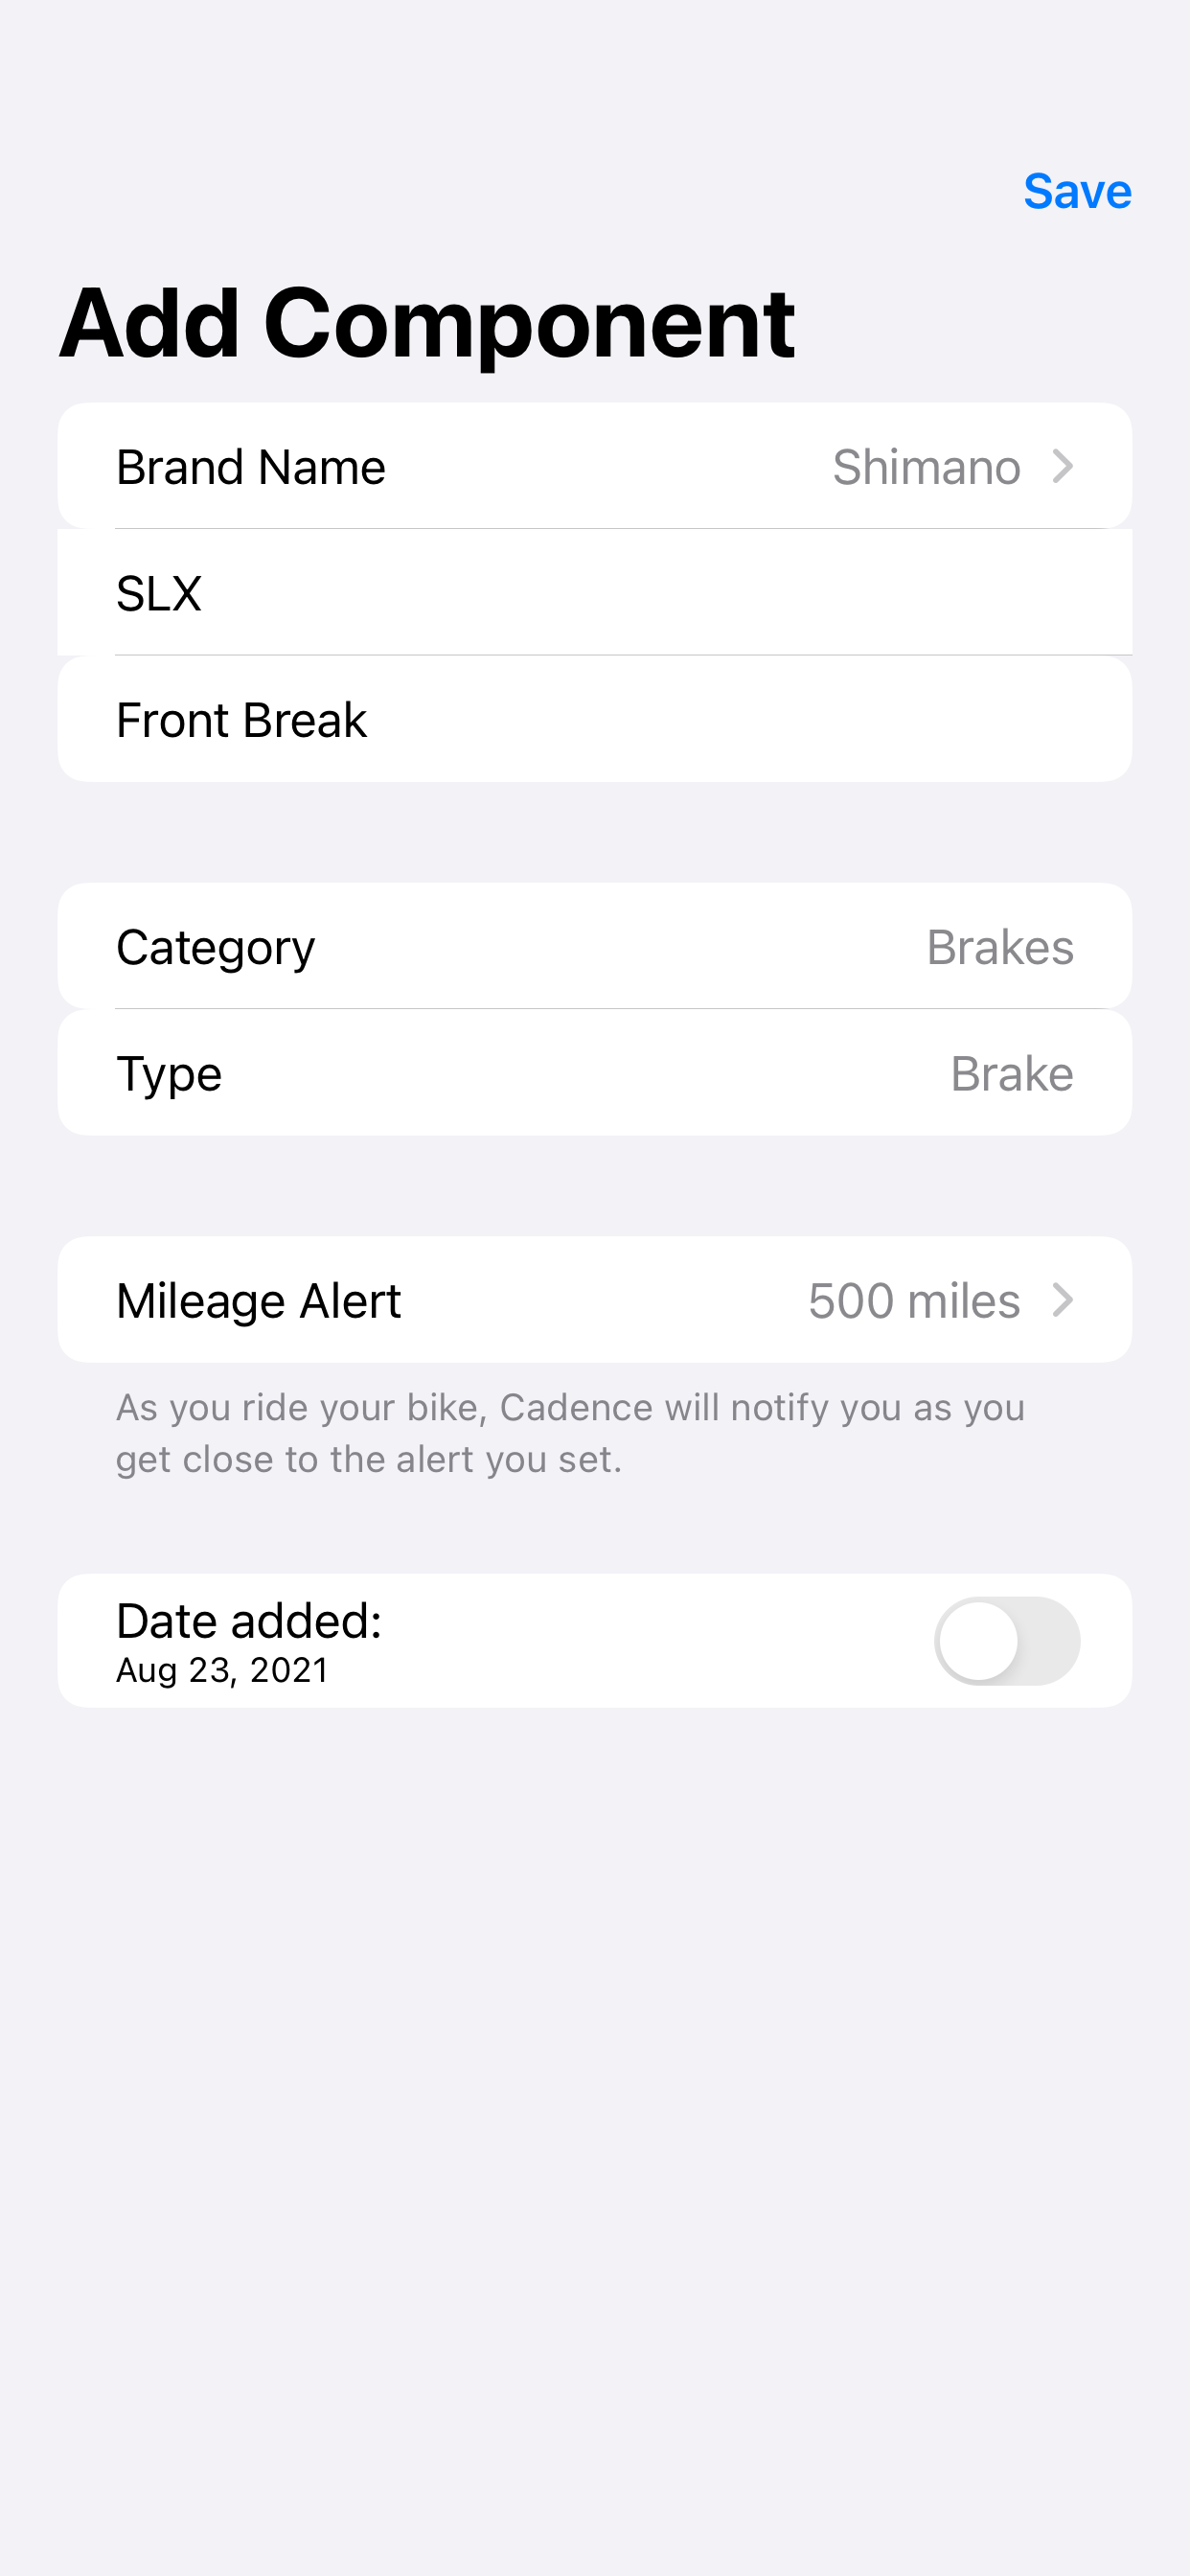 Save
Add Component
Brand Name Shimano
SLX
Front Break
Category Brakes
Type Brake
Mileage Alert 500 miles
As you ride your bike, Cadence will notify you as you
get close to the alert you set.
Date added:
Aug 23, 2021